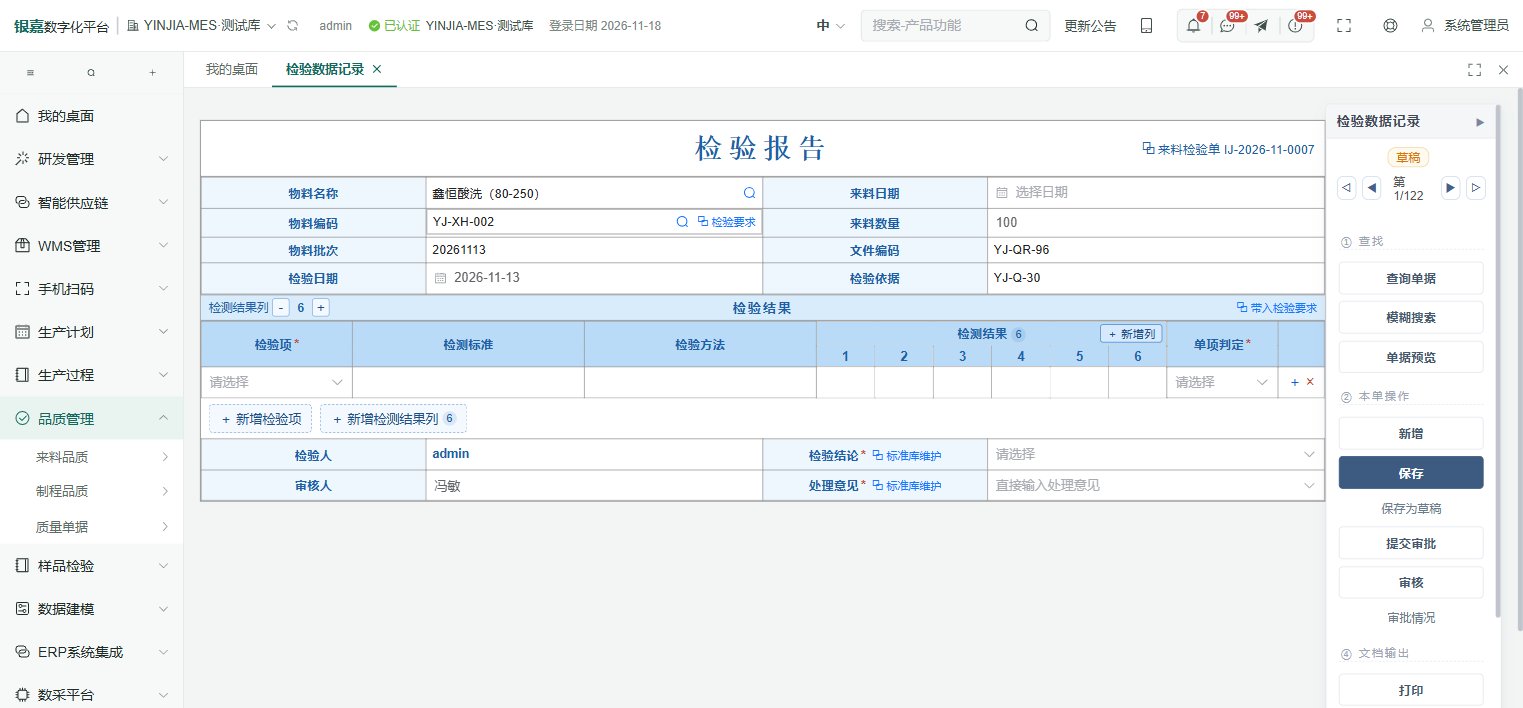 银嘉数字化平台 YINJIA-MES·测试库 admin 已认证 YINJIA-MES·测试库 登录日期 2026-11-18 中 搜索-产品功能 更新公告 7 99+ 99+ 系统管理员
我的桌面 检验数据记录
我的桌面
研发管理
智能供应链
WMS管理
手机扫码
生产计划
生产过程
品质管理
来料品质
制程品质
质量单据
样品检验
数据建模
ERP系统集成
数采平台
检验报告
来料检验单 IJ-2026-11-0007
物料名称 鑫恒酸洗（80-250） 来料日期 选择日期
物料编码 YJ-XH-002 检验要求 来料数量 100
物料批次 20261113 文件编码 YJ-QR-96
检验日期 2026-11-13 检验依据 YJ-Q-30
检测结果列 - 6 + 检验结果 带入检验要求
检验项* 检测标准 检验方法 检测结果 6 + 新增列 单项判定*
1 2 3 4 5 6
请选择 请选择 + ×
+ 新增检验项 + 新增检测结果列 6
检验人 admin 检验结论* 标准库维护 请选择
审核人 冯敏 处理意见* 标准库维护 直接输入处理意见
检验数据记录
草稿
第
1/122
① 查找
查询单据
模糊搜索
单据预览
② 本单操作
新增
保存
保存为草稿
提交审批
审核
审批情况
④ 文档输出
打印